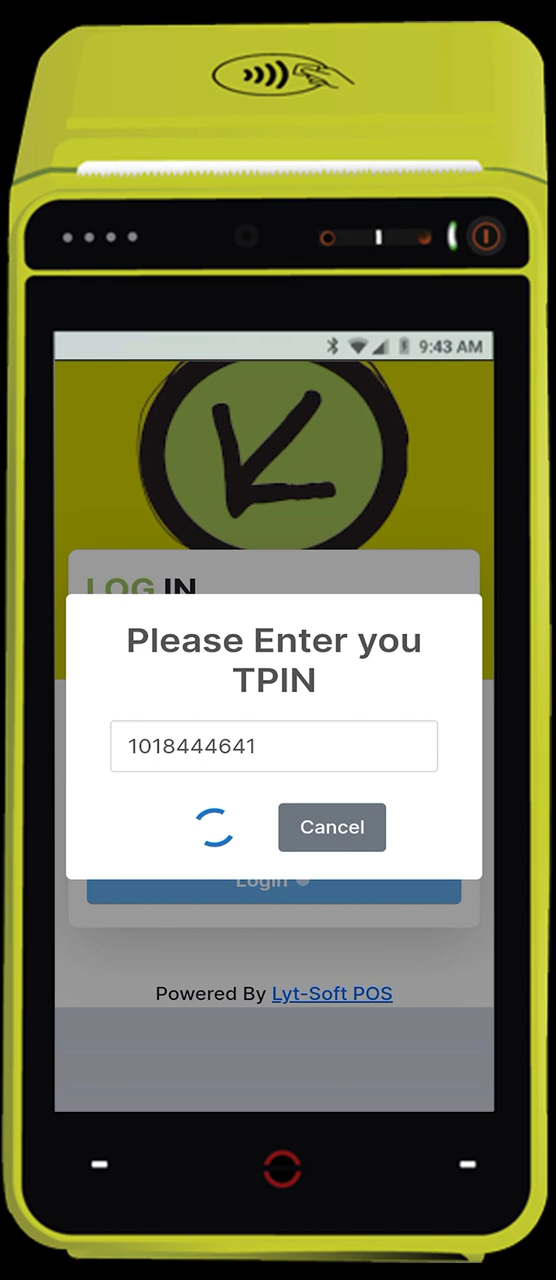 9:43 AM
LOG IN
Please Enter you
TPIN
1018444641
Cancel
Login
Powered By Lyt-Soft POS